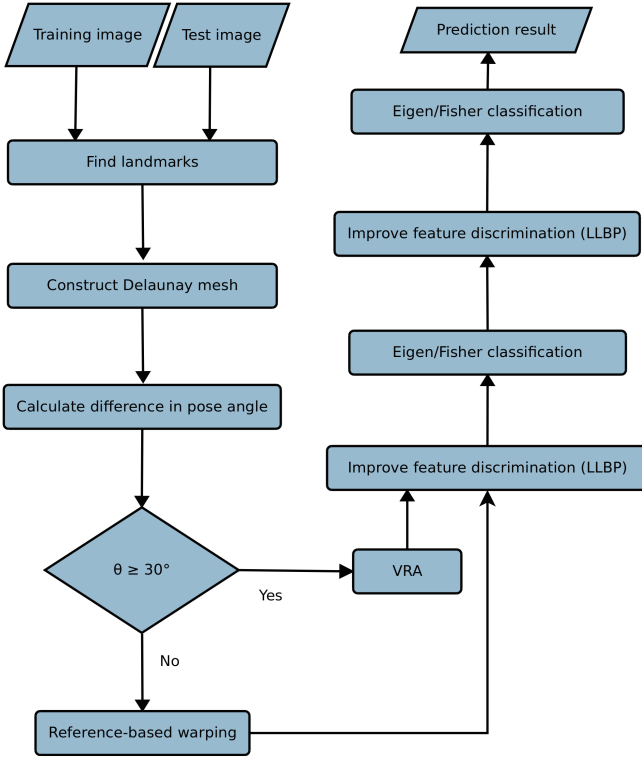 Training image
Test image
Find landmarks
Construct Delaunay mesh
Calculate difference in pose angle
θ ≥ 30°
Yes
No
Reference-based warping
VRA
Improve feature discrimination (LLBP)
Eigen/Fisher classification
Improve feature discrimination (LLBP)
Eigen/Fisher classification
Prediction result